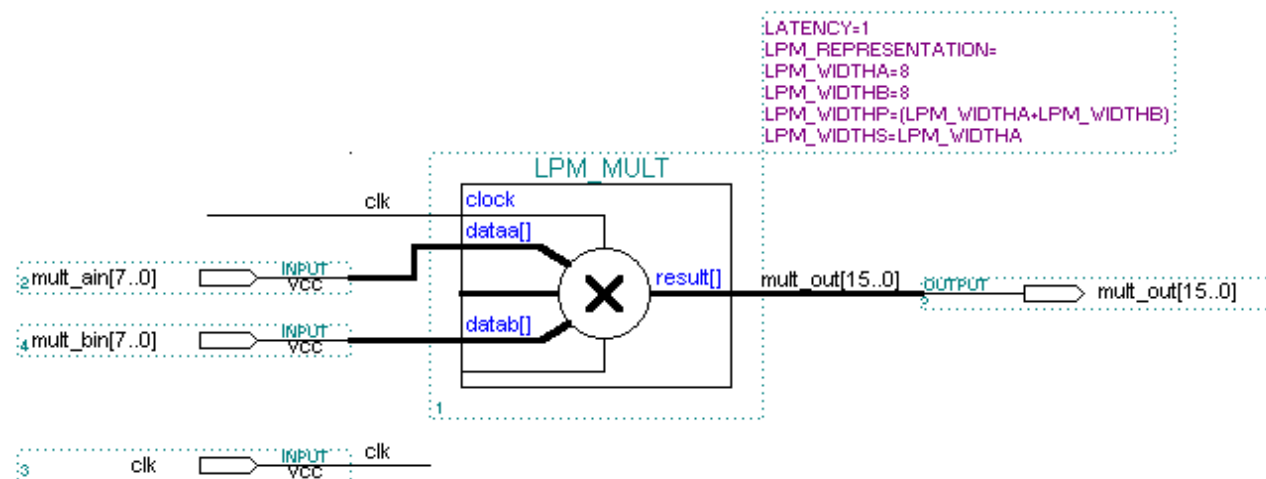 LATENCY=1
LPM_REPRESENTATION=
LPM_WIDTHA=8
LPM_WIDTHB=8
LPM_WIDTHP=(LPM_WIDTHA+LPM_WIDTHB)
LPM_WIDTHS=LPM_WIDTHA
LPM_MULT
clk
clock
dataa[]
2 mult_ain[7..0] INPUT VCC
result[]
mult_out[15..0]
OUTPUT
5
mult_out[15..0]
4 mult_bin[7..0] INPUT VCC
datab[]
1
3 clk INPUT VCC clk